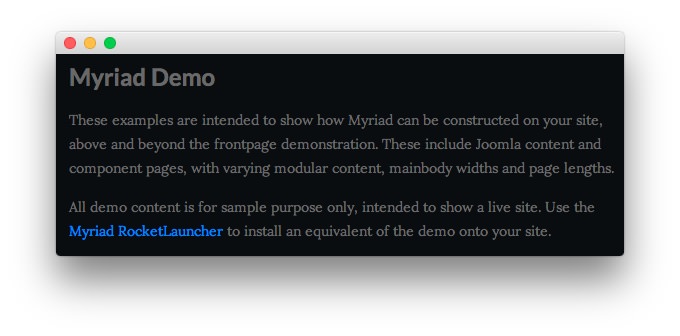 Myriad Demo
These examples are intended to show how Myriad can be constructed on your site,
above and beyond the frontpage demonstration. These include Joomla content and
component pages, with varying modular content, mainbody widths and page lengths.
All demo content is for sample purpose only, intended to show a live site. Use the
Myriad RocketLauncher to install an equivalent of the demo onto your site.